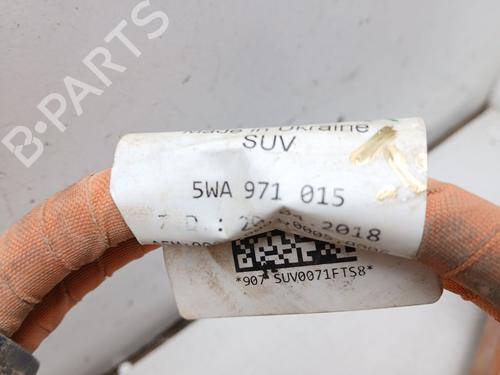 B-PARTS
Made in Ukraine
SUV
5WA 971 015
2018
*907 SUV0071FTS8*